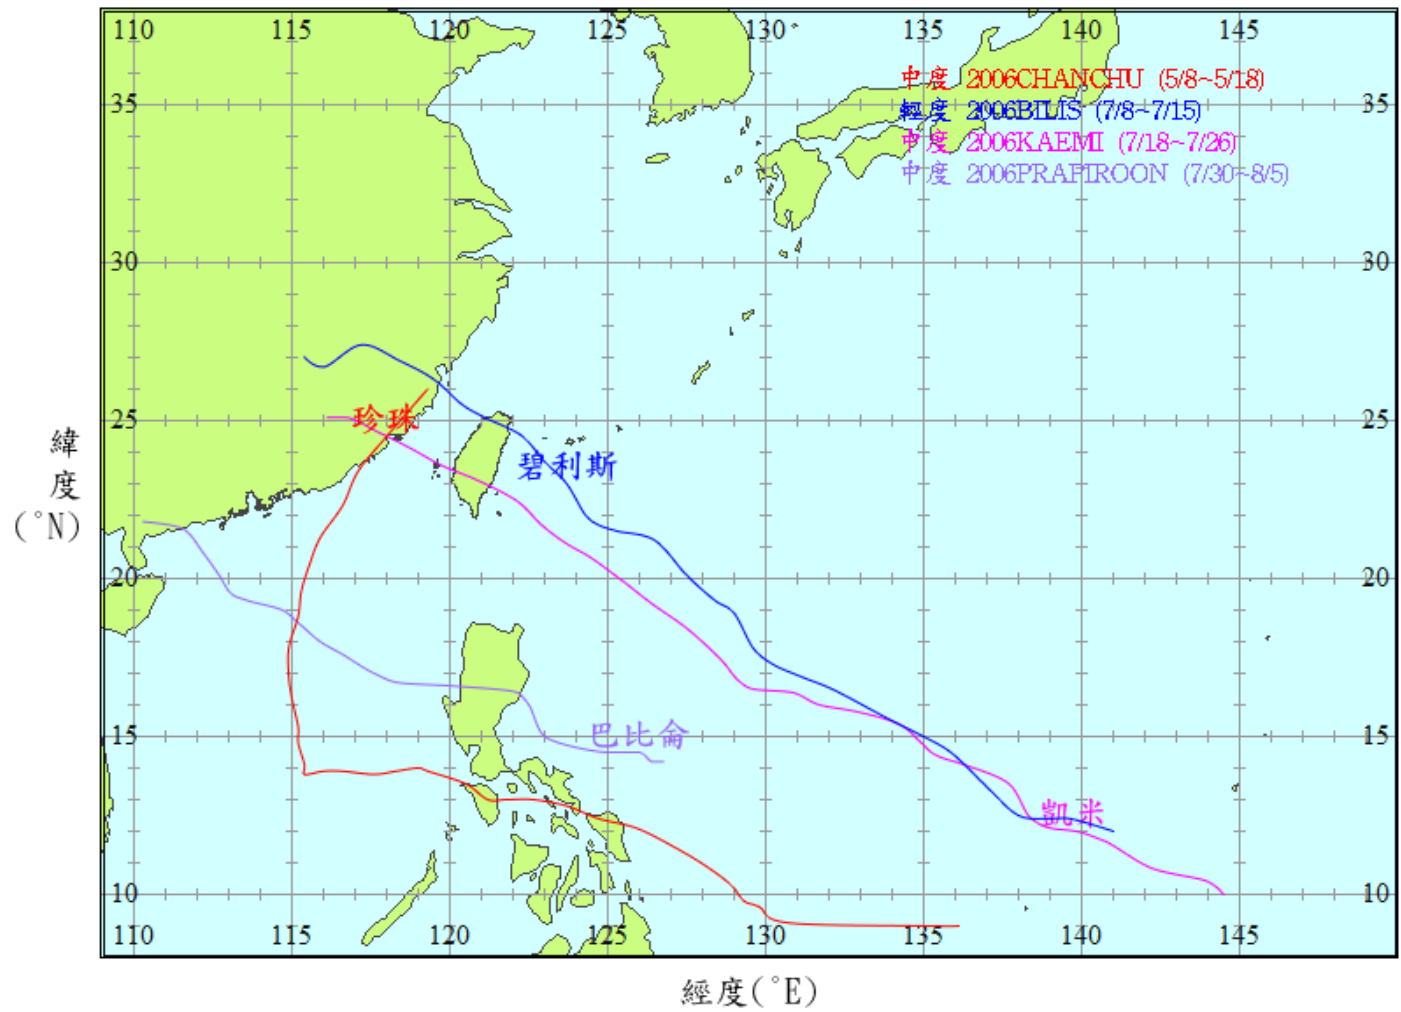 110 115 120 125 130 135 140 145
中度 2006CHANCHU (5/8~5/18)
35 輕度 2006BILIS (7/8~7/15) 35
中度 2006KAEMI (7/18~7/26)
中度 2006PRAPIROON (7/30~8/5)
30 30
25 珍珠 25
碧利斯
緯度(°N)
20 20
15 巴比侖 15
凱米
10 10
110 115 120 125 130 135 140 145
經度(°E)